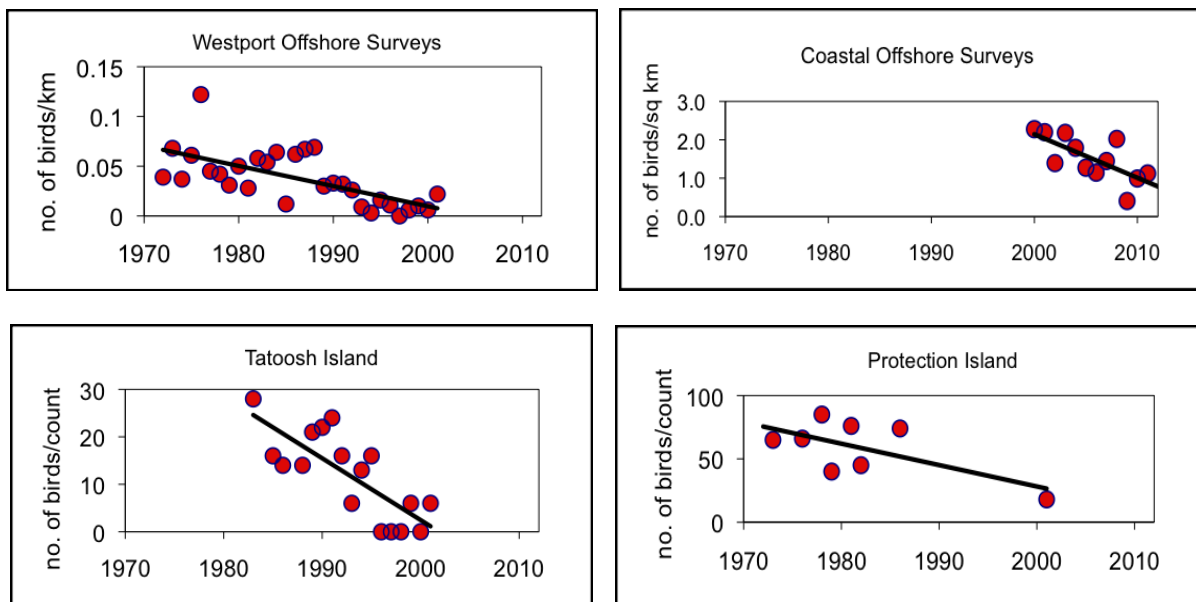 Westport Offshore Surveys
no. of birds/km
0.15
0.1
0.05
0
1970 1980 1990 2000 2010
Coastal Offshore Surveys
no. of birds/sq km
3.0
2.0
1.0
0.0
1970 1980 1990 2000 2010
Tatoosh Island
no. of birds/count
30
20
10
0
1970 1980 1990 2000 2010
Protection Island
no. of birds/count
100
50
0
1970 1980 1990 2000 2010